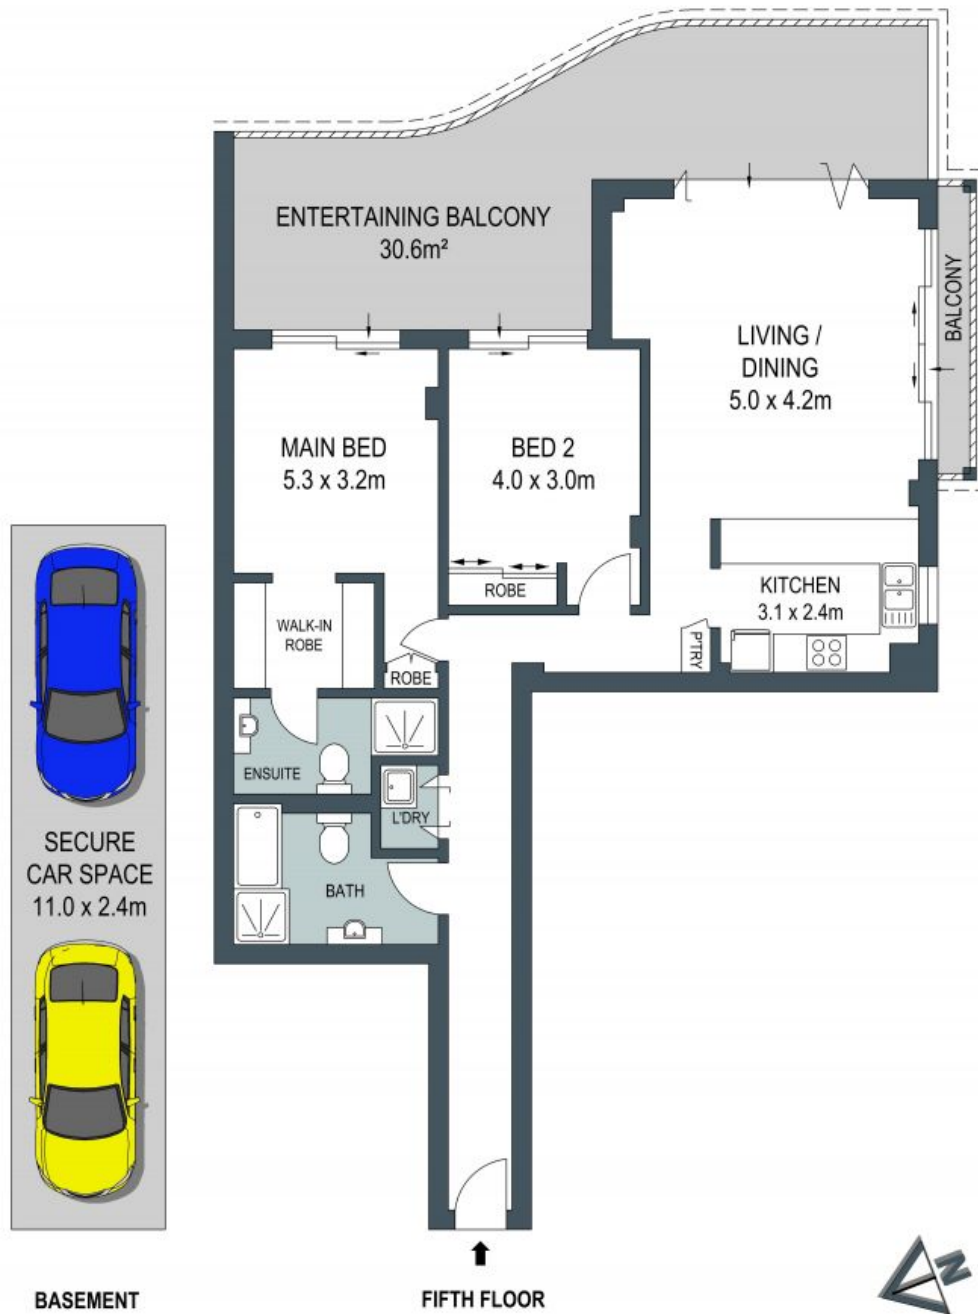 ENTERTAINING BALCONY
30.6m²
BALCONY
LIVING /
DINING
5.0 x 4.2m
MAIN BED
5.3 x 3.2m
BED 2
4.0 x 3.0m
ROBE
KITCHEN
3.1 x 2.4m
WALK-IN
ROBE
ROBE
P'TRY
ENSUITE
L'DRY
BATH
SECURE
CAR SPACE
11.0 x 2.4m
BASEMENT
FIFTH FLOOR
N